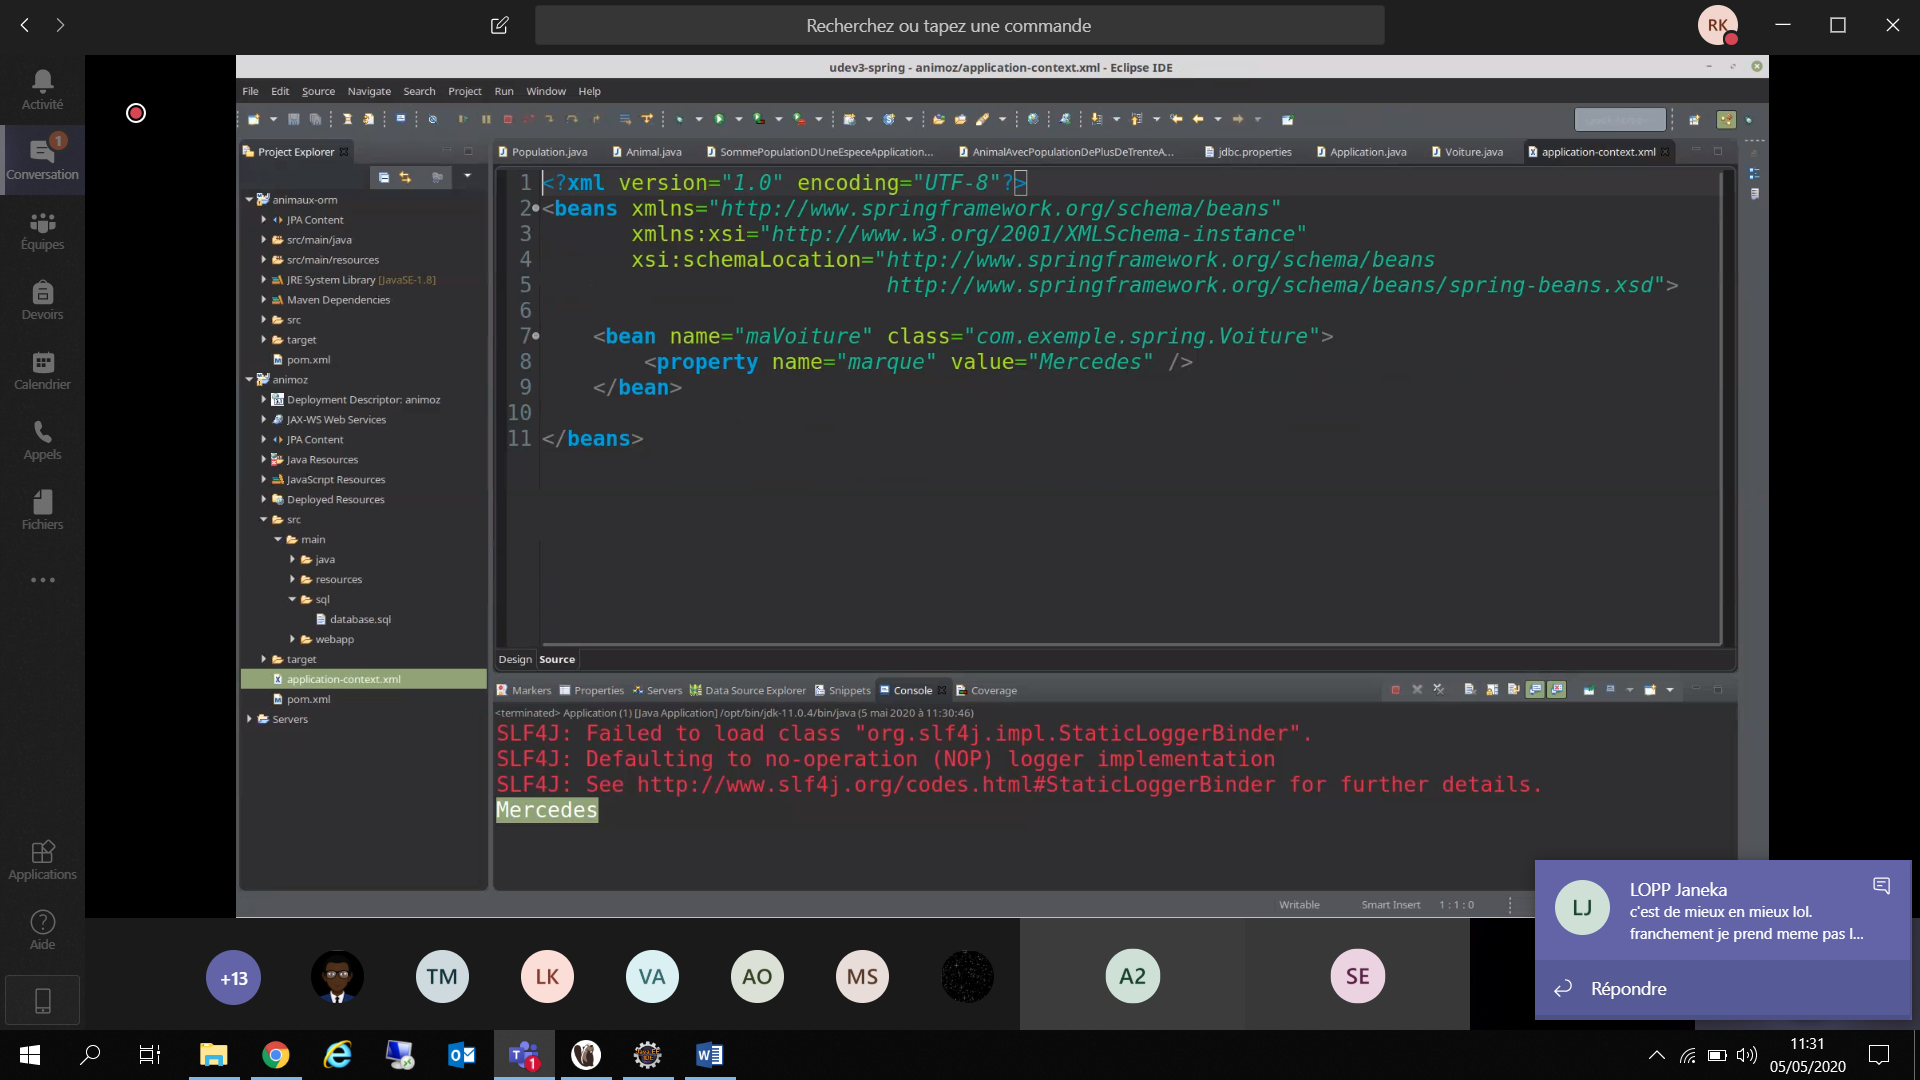 Recherchez ou tapez une commande
RK
Activité
1
Conversation
Équipes
Devoirs
Calendrier
Appels
Fichiers
Applications
Aide
udev3-spring - animoz/application-context.xml - Eclipse IDE
File Edit Source Navigate Search Project Run Window Help
Project Explorer
animaux-orm
JPA Content
src/main/java
src/main/resources
JRE System Library [JavaSE-1.8]
Maven Dependencies
src
target
pom.xml
animoz
Deployment Descriptor: animoz
JAX-WS Web Services
JPA Content
Java Resources
JavaScript Resources
Deployed Resources
src
main
java
resources
sql
database.sql
webapp
target
application-context.xml
pom.xml
Servers
Population.java Animal.java SommePopulationDUneEspeceApplication... AnimalAvecPopulationDePlusDeTrenteA... jdbc.properties Application.java Voiture.java application-context.xml
1 <?xml version="1.0" encoding="UTF-8"?>
2 <beans xmlns="http://www.springframework.org/schema/beans"
3 xmlns:xsi="http://www.w3.org/2001/XMLSchema-instance"
4 xsi:schemaLocation="http://www.springframework.org/schema/beans
5 http://www.springframework.org/schema/beans/spring-beans.xsd">
6
7 <bean name="maVoiture" class="com.exemple.spring.Voiture">
8 <property name="marque" value="Mercedes" />
9 </bean>
10
11 </beans>
Design Source
Markers Properties Servers Data Source Explorer Snippets Console Coverage
<terminated> Application (1) [Java Application] /opt/bin/jdk-11.0.4/bin/java (5 mai 2020 à 11:30:46)
SLF4J: Failed to load class "org.slf4j.impl.StaticLoggerBinder".
SLF4J: Defaulting to no-operation (NOP) logger implementation
SLF4J: See http://www.slf4j.org/codes.html#StaticLoggerBinder for further details.
Mercedes
Writable Smart Insert 1 : 1 : 0
LJ
LOPP Janeka
c'est de mieux en mieux lol.
franchement je prend meme pas l...
Répondre
+13 TM LK VA AO MS A2 SE
1
11:31
05/05/2020